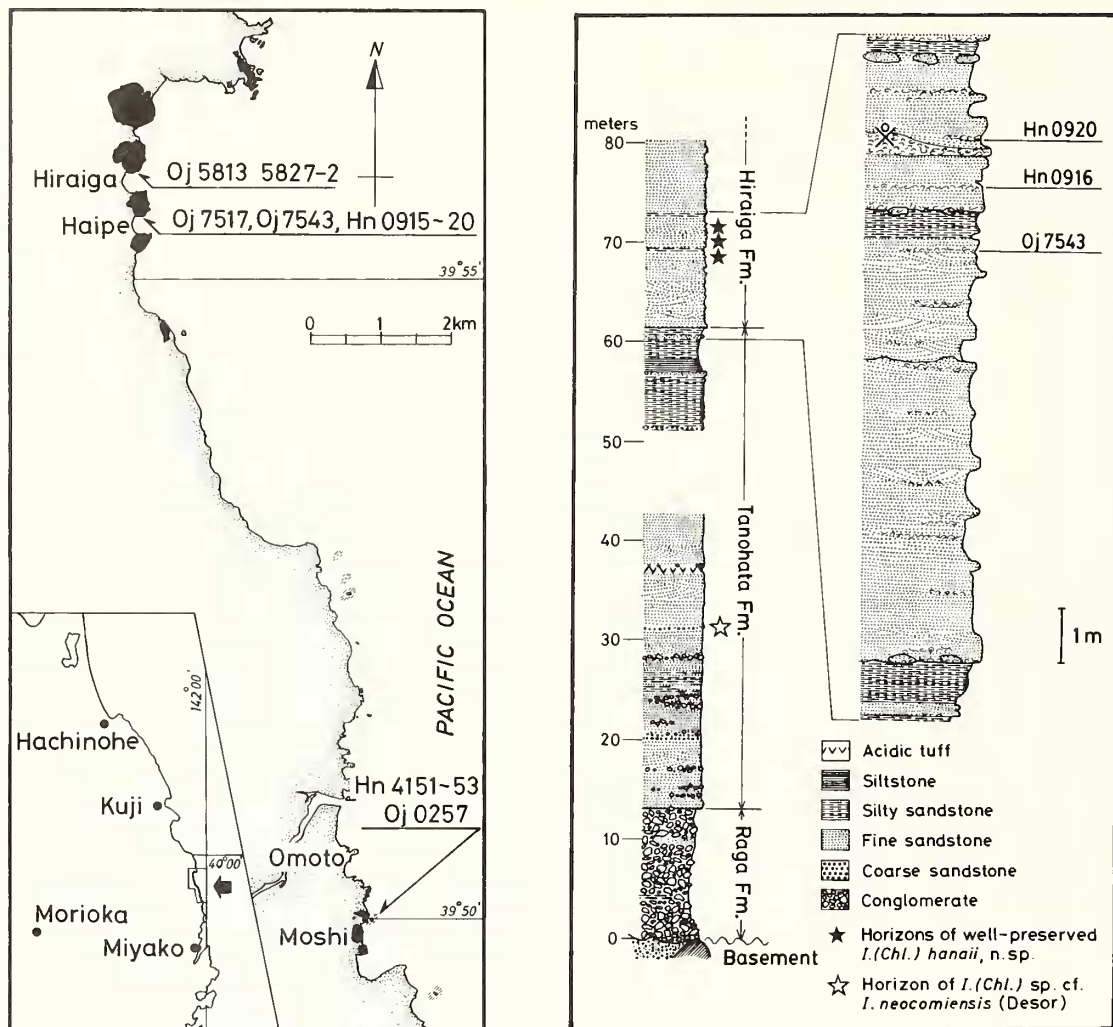 N
Hiraiga
Oj 5813 5827-2
Haipe
Oj 7517, Oj 7543, Hn 0915~20
39°55'
0 1 2km
PACIFIC OCEAN
142°00'
Hachinohe
Kuji
40°00
Morioka
Miyako
Hn 4151~53
Oj 0257
Omoto
39°50'
Moshi
meters
80
70
60
50
40
30
20
10
0
Hiraiga Fm.
Tanohata Fm.
Raga Fm.
Basement
Hn 0920
Hn 0916
Oj 7543
1 m
Acidic tuff
Siltstone
Silty sandstone
Fine sandstone
Coarse sandstone
Conglomerate
★ Horizons of well-preserved
I.(Chl.) hanaii, n.sp.
☆ Horizon of I.(Chl.) sp. cf.
I. neocomiensis (Desor)